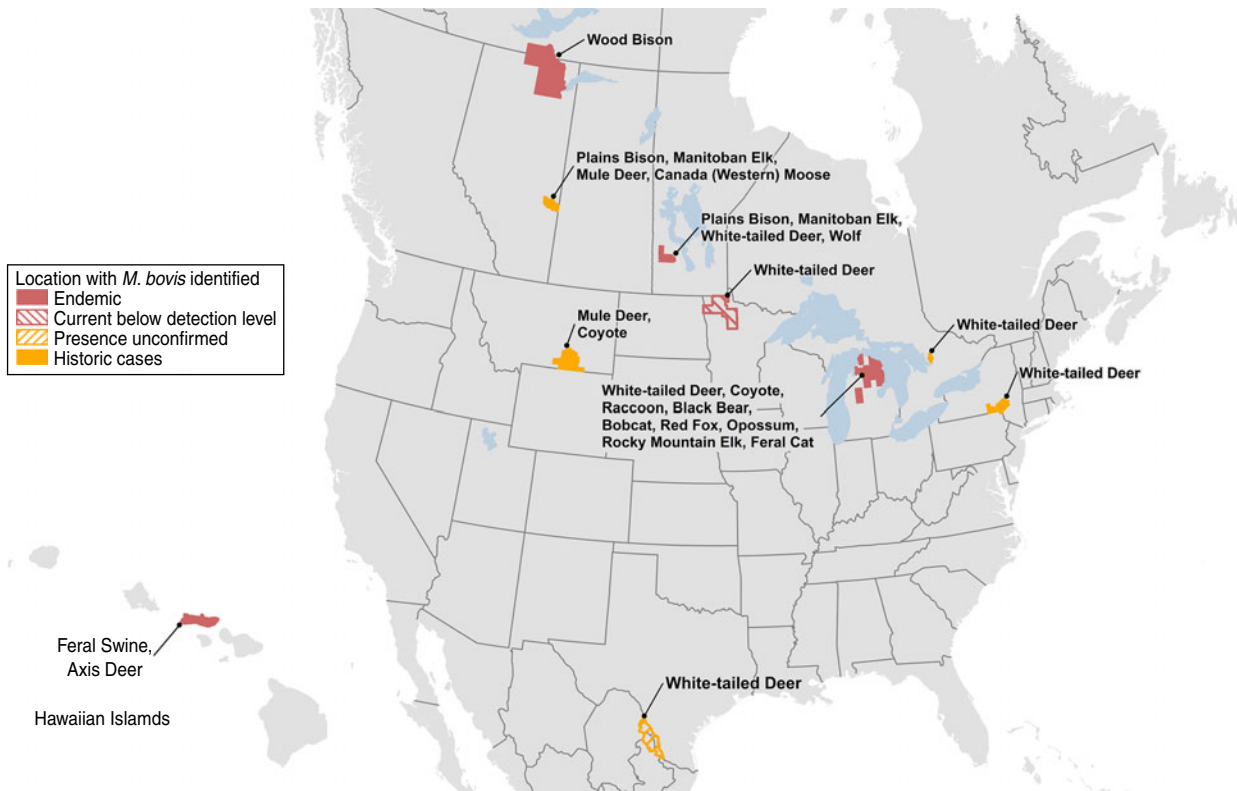 Wood Bison
Plains Bison, Manitoban Elk,
Mule Deer, Canada (Western) Moose
Plains Bison, Manitoban Elk,
White-tailed Deer, Wolf
White-tailed Deer
Location with M. bovis identified
Endemic
Current below detection level
Presence unconfirmed
Historic cases
Mule Deer,
Coyote
White-tailed Deer
White-tailed Deer
White-tailed Deer, Coyote,
Raccoon, Black Bear,
Bobcat, Red Fox, Opossum,
Rocky Mountain Elk, Feral Cat
Feral Swine,
Axis Deer
Hawaiian Islamds
White-tailed Deer